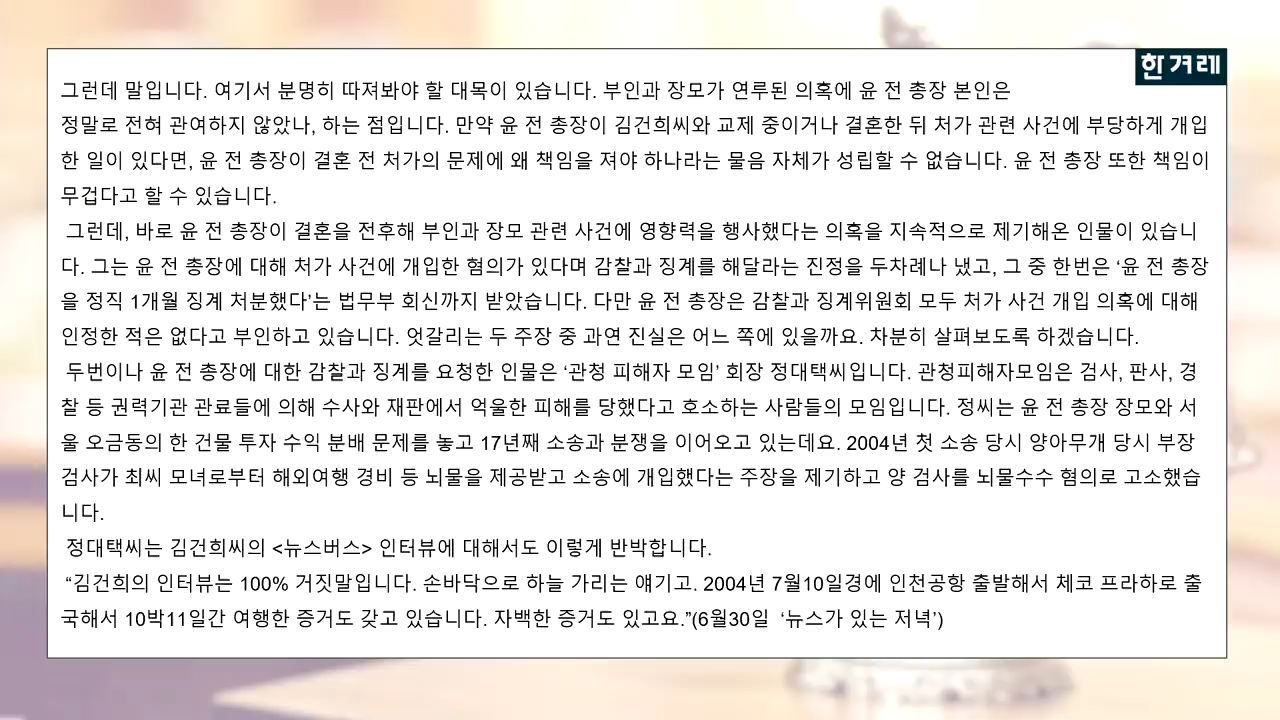 한겨레
그런데 말입니다. 여기서 분명히 따져봐야 할 대목이 있습니다. 부인과 장모가 연루된 의혹에 윤 전 총장 본인은
정말로 전혀 관여하지 않았나, 하는 점입니다. 만약 윤 전 총장이 김건희씨와 교제 중이거나 결혼한 뒤 처가 관련 사건에 부당하게 개입
한 일이 있다면, 윤 전 총장이 결혼 전 처가의 문제에 왜 책임을 져야 하나라는 물음 자체가 성립할 수 없습니다. 윤 전 총장 또한 책임이
무겁다고 할 수 있습니다.
그런데, 바로 윤 전 총장이 결혼을 전후해 부인과 장모 관련 사건에 영향력을 행사했다는 의혹을 지속적으로 제기해온 인물이 있습니
다. 그는 윤 전 총장에 대해 처가 사건에 개입한 혐의가 있다며 감찰과 징계를 해달라는 진정을 두차례나 냈고, 그 중 한번은 ‘윤 전 총장
을 정직 1개월 징계 처분했다’는 법무부 회신까지 받았습니다. 다만 윤 전 총장은 감찰과 징계위원회 모두 처가 사건 개입 의혹에 대해
인정한 적은 없다고 부인하고 있습니다. 엇갈리는 두 주장 중 과연 진실은 어느 쪽에 있을까요. 차분히 살펴보도록 하겠습니다.
두번이나 윤 전 총장에 대한 감찰과 징계를 요청한 인물은 ‘관청 피해자 모임’ 회장 정대택씨입니다. 관청피해자모임은 검사, 판사, 경
찰 등 권력기관 관료들에 의해 수사와 재판에서 억울한 피해를 당했다고 호소하는 사람들의 모임입니다. 정씨는 윤 전 총장 장모와 서
울 오금동의 한 건물 투자 수익 분배 문제를 놓고 17년째 소송과 분쟁을 이어오고 있는데요. 2004년 첫 소송 당시 양아무개 당시 부장
검사가 최씨 모녀로부터 해외여행 경비 등 뇌물을 제공받고 소송에 개입했다는 주장을 제기하고 양 검사를 뇌물수수 혐의로 고소했습
니다.
정대택씨는 김건희씨의 <뉴스버스> 인터뷰에 대해서도 이렇게 반박합니다.
“김건희의 인터뷰는 100% 거짓말입니다. 손바닥으로 하늘 가리는 얘기고. 2004년 7월10일경에 인천공항 출발해서 체코 프라하로 출
국해서 10박11일간 여행한 증거도 갖고 있습니다. 자백한 증거도 있고요.”(6월30일 ‘뉴스가 있는 저녁’)